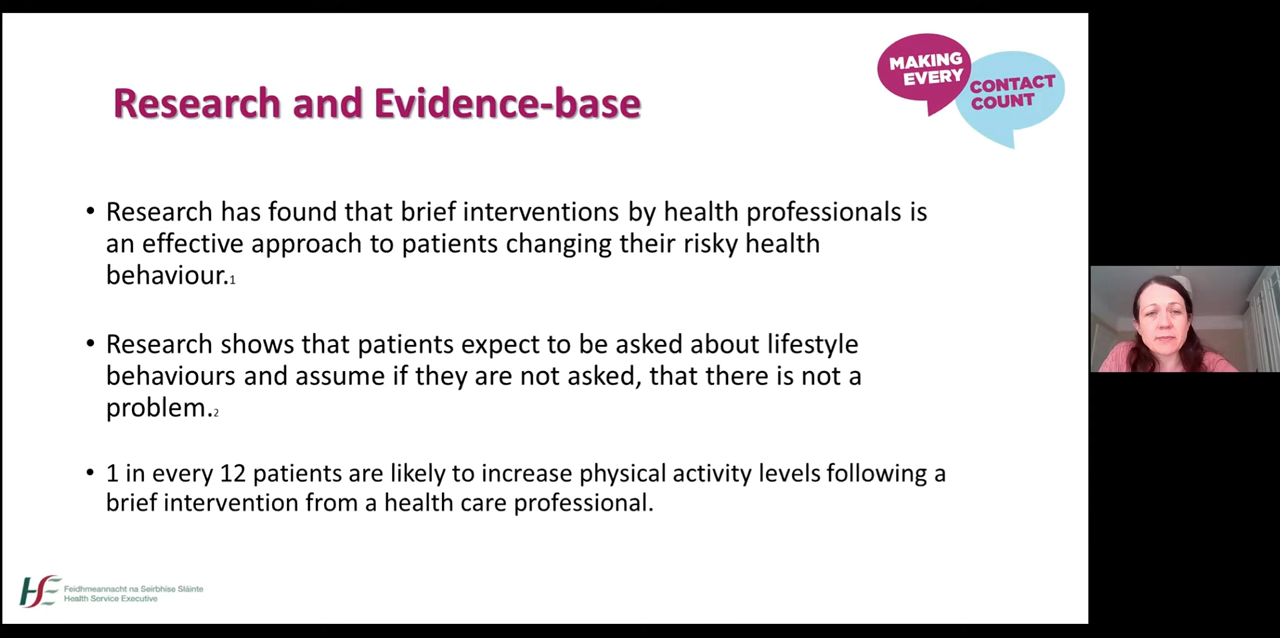 Research and Evidence-base
MAKING
EVERY
CONTACT
COUNT
• Research has found that brief interventions by health professionals is
an effective approach to patients changing their risky health
behaviour.1
• Research shows that patients expect to be asked about lifestyle
behaviours and assume if they are not asked, that there is not a
problem.2
• 1 in every 12 patients are likely to increase physical activity levels following a
brief intervention from a health care professional.
Feidhmeannacht na Seirbhíse Sláinte
Health Service Executive